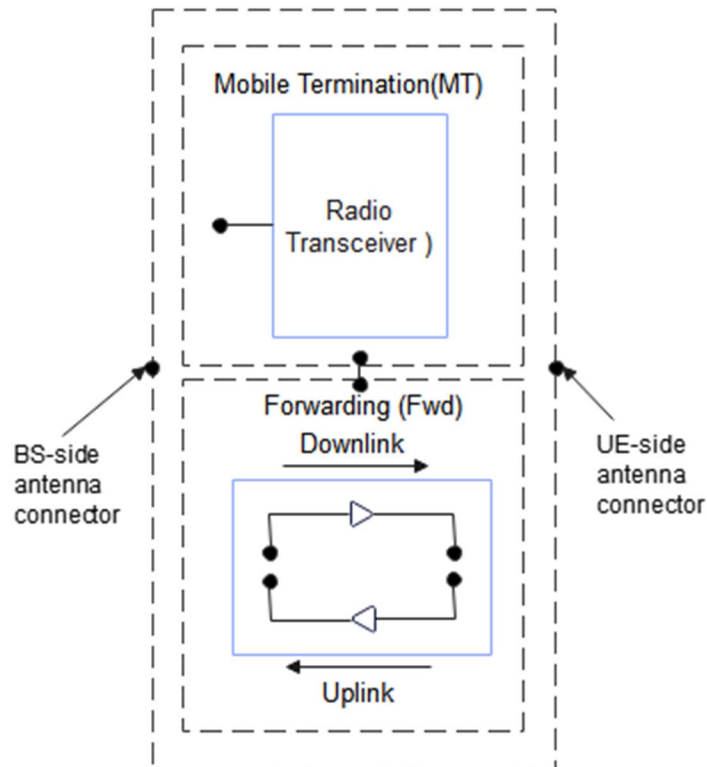 Mobile Termination(MT)
Radio
Transceiver )
Forwarding (Fwd)
Downlink
BS-side
antenna
connector
UE-side
antenna
connector
Uplink